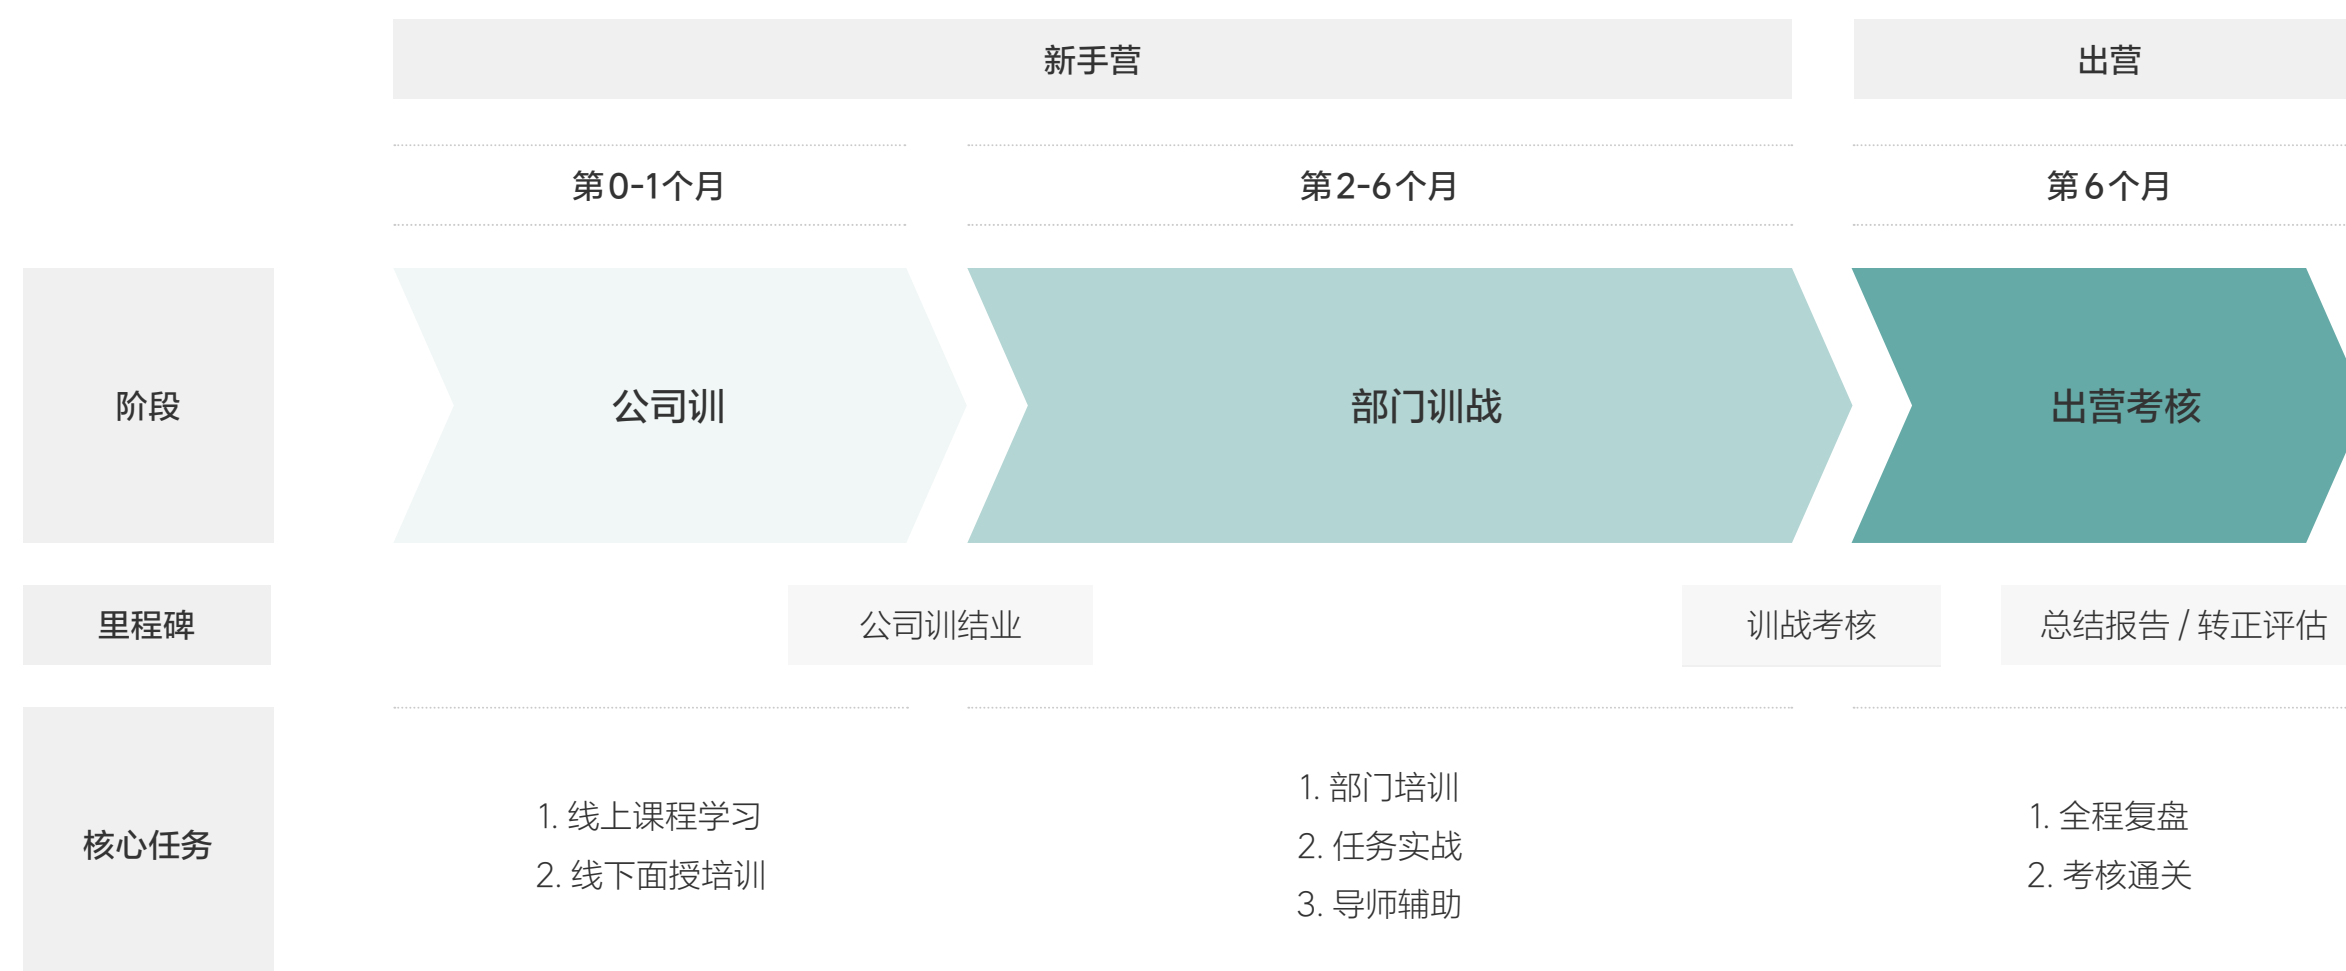 新手营
出营
第0-1个月
第2-6个月
第6个月
阶段
公司训
部门训战
出营考核
里程碑
公司训结业
训战考核
总结报告 / 转正评估
核心任务
1. 线上课程学习
2. 线下面授培训
1. 部门培训
2. 任务实战
3. 导师辅助
1. 全程复盘
2. 考核通关